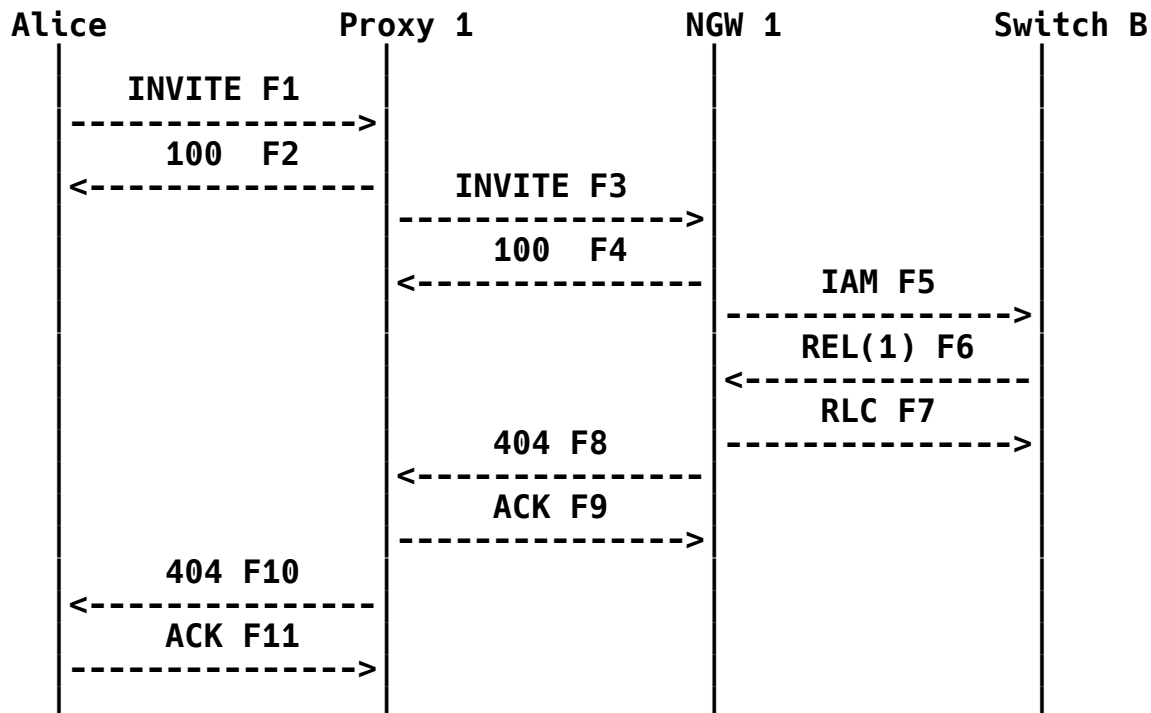 Alice Proxy 1 NGW 1 Switch B
INVITE F1
--------------->
100  F2
<---------------
INVITE F3
--------------->
100  F4
<---------------
IAM F5
--------------->
REL(1) F6
<---------------
RLC F7
404 F8 --------------->
<---------------
ACK F9
--------------->
404 F10
<---------------
ACK F11
--------------->